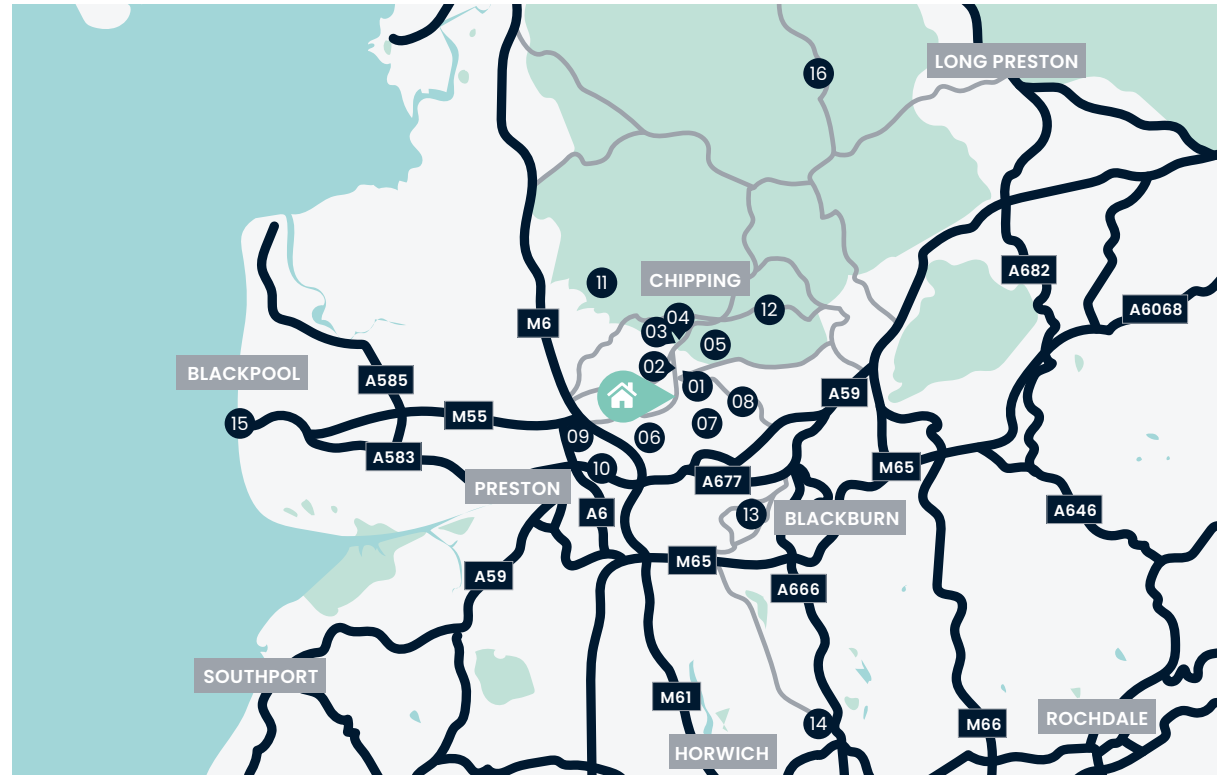 16
LONG PRESTON
A682
11
CHIPPING
A6068
12
M6
04
03
05
02
BLACKPOOL
A585
01
A59
08
M55
15
07
09
06
A583
10
M65
A677
PRESTON
A6
13
BLACKBURN
A646
M65
A59
A666
SOUTHPORT
M61
14
M66
ROCHDALE
HORWICH